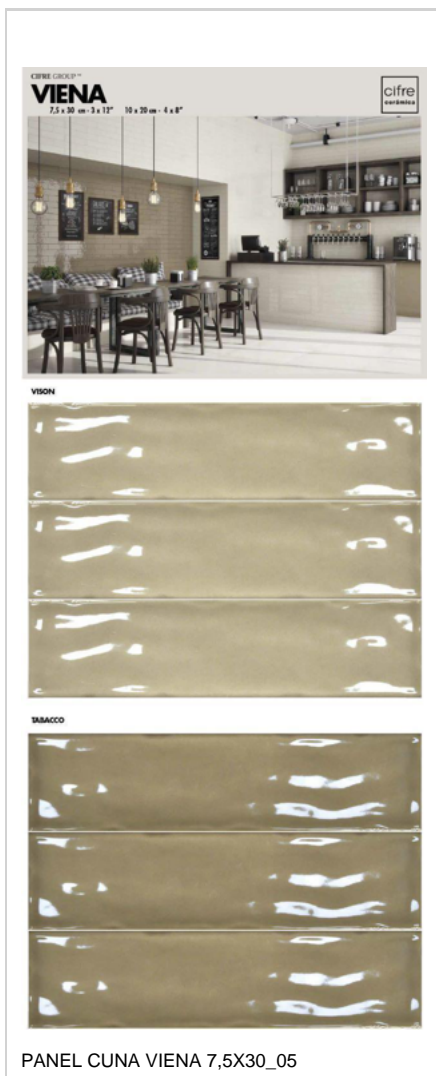 CIFRE GROUP™
VIENA
7,5 x 30 cm - 3 x 12" 10 x 20 cm - 4 x 8"
cifre
cerámica
VISON
TABACCO
PANEL CUNA VIENA 7,5X30_05